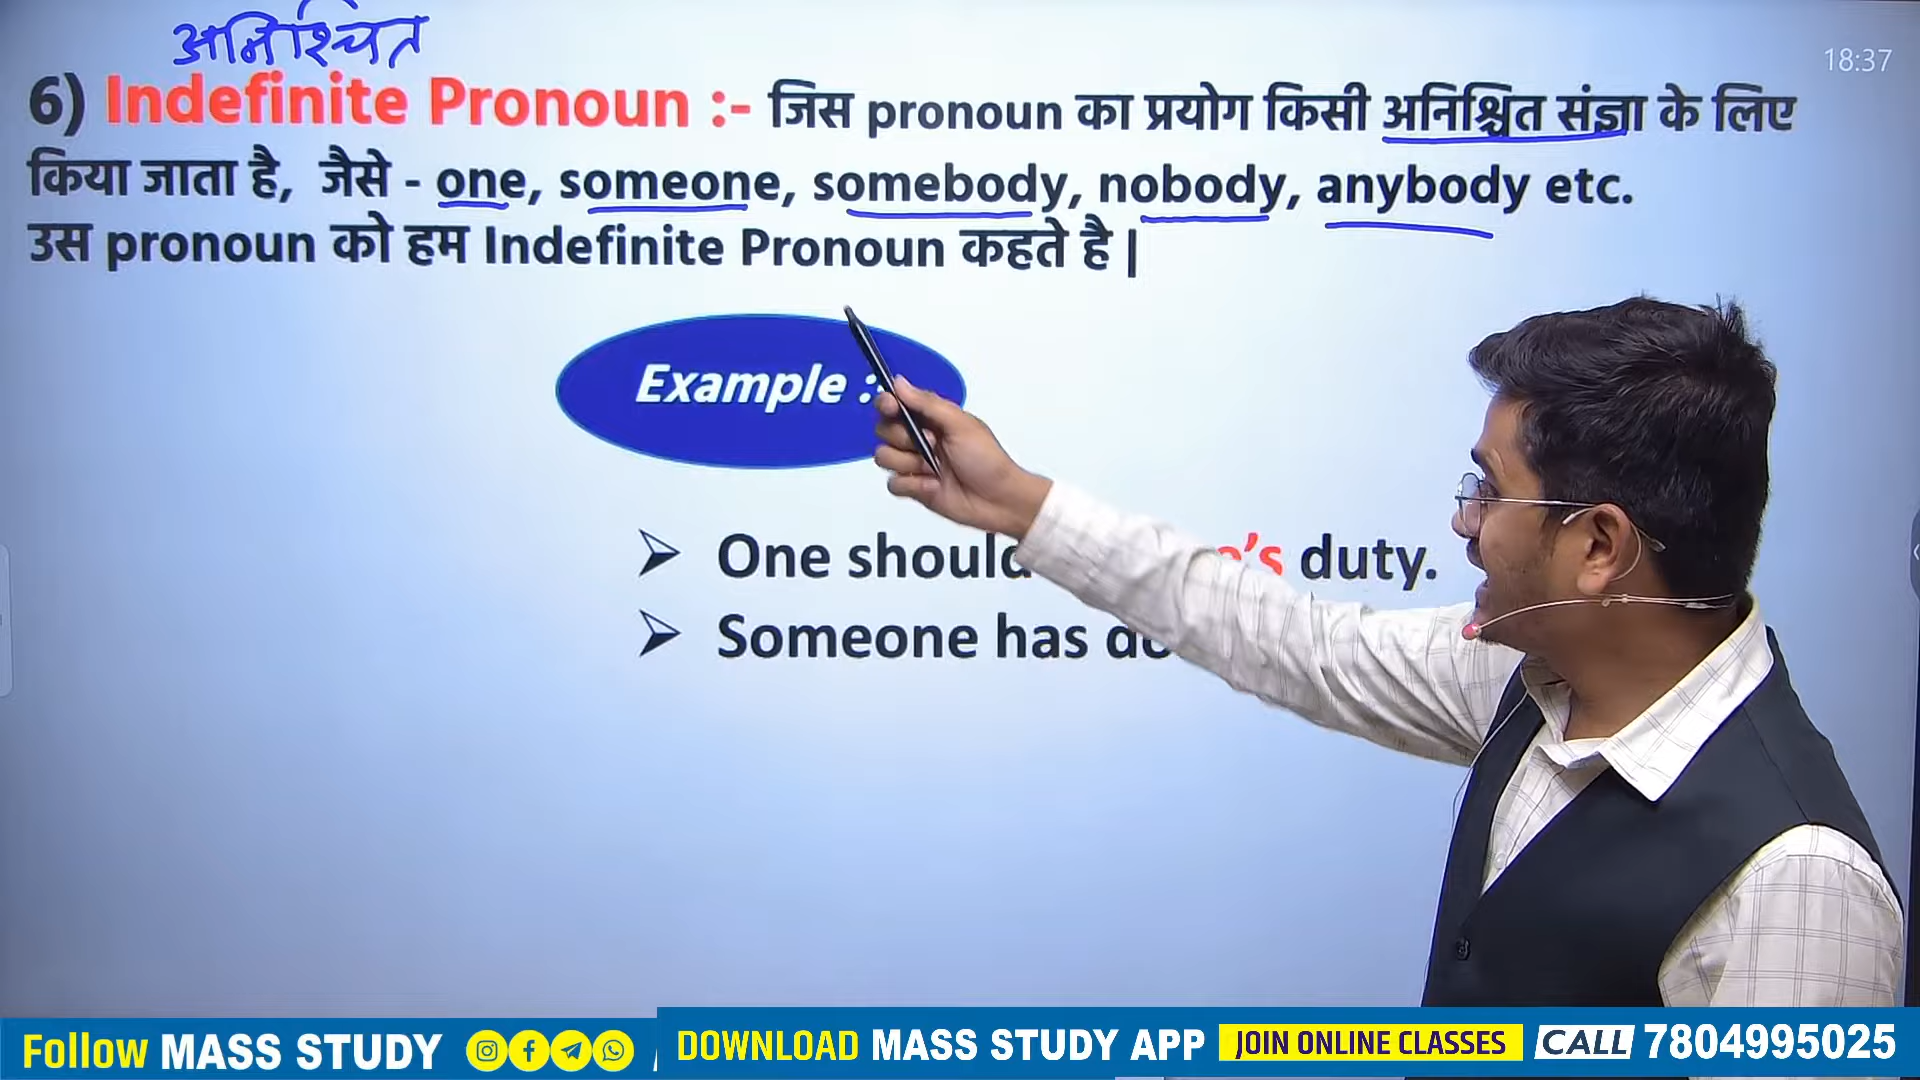 अनिश्चित
18:37
6) Indefinite Pronoun :- जिस pronoun का प्रयोग किसी अनिश्चित संज्ञा के लिए
किया जाता है, जैसे - one, someone, somebody, nobody, anybody etc.
उस pronoun को हम Indefinite Pronoun कहते है |
Example :-
➢ One should duty.
➢ Someone has
Follow MASS STUDY
DOWNLOAD MASS STUDY APP JOIN ONLINE CLASSES CALL 7804995025